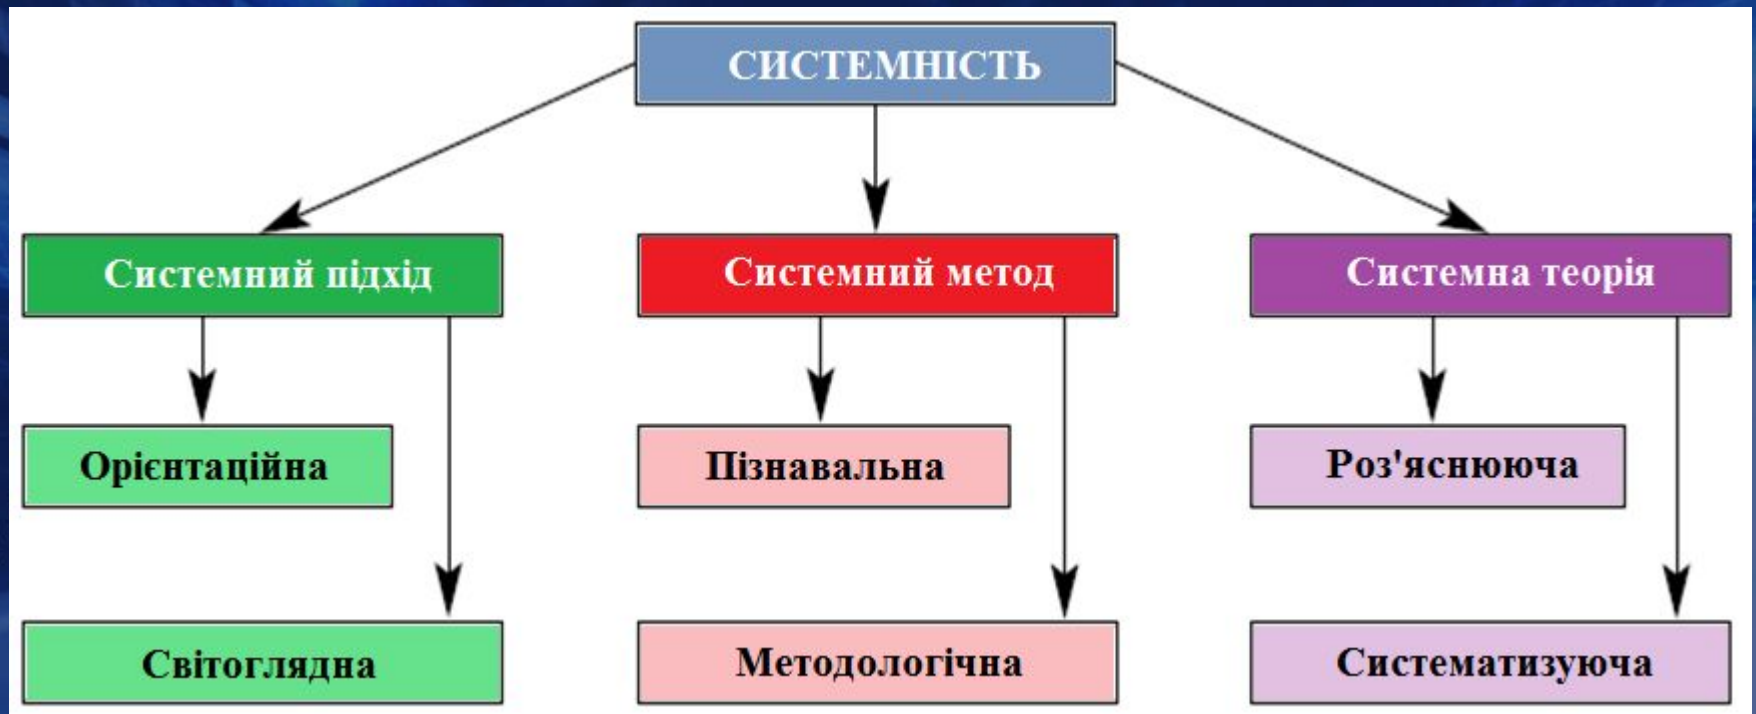 СИСТЕМНІСТЬ
Системний підхід
Системний метод
Системна теорія
Орієнтаційна
Пізнавальна
Роз'яснююча
Світоглядна
Методологічна
Систематизуюча